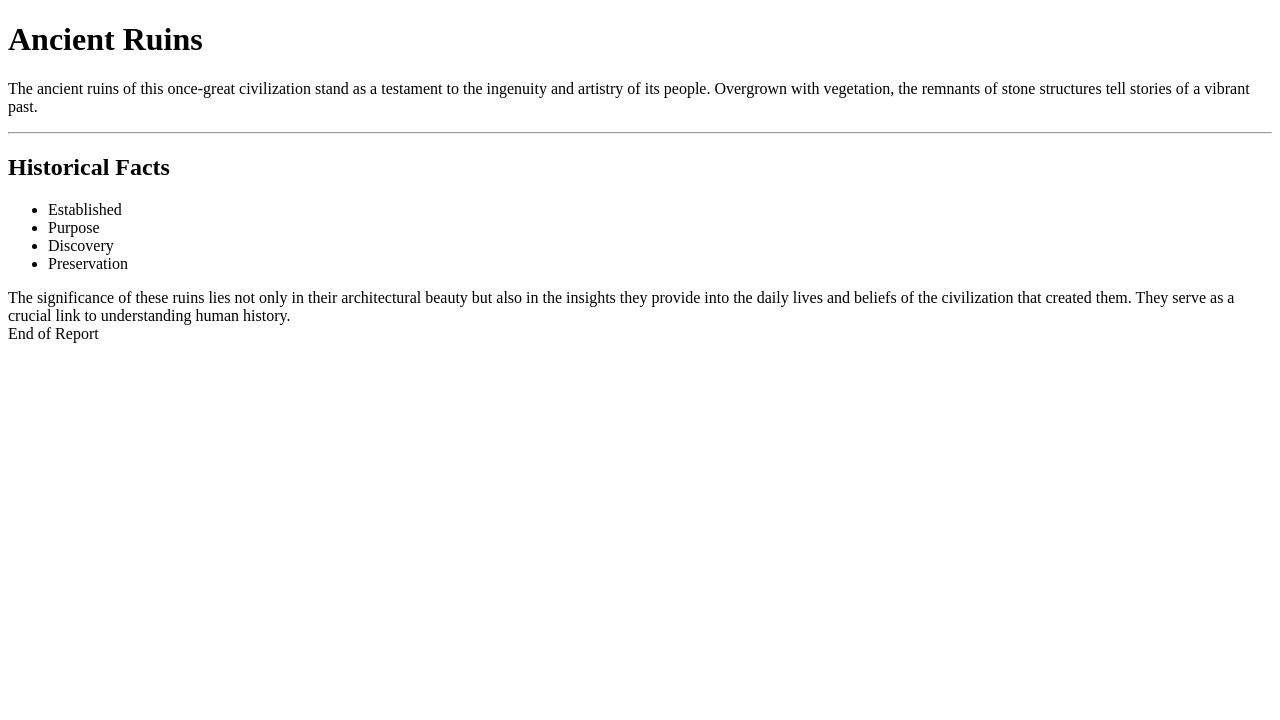 Ancient Ruins
The ancient ruins of this once-great civilization stand as a testament to the ingenuity and artistry of its people. Overgrown with vegetation, the remnants of stone structures tell stories of a vibrant
past.
Historical Facts
Established
Purpose
Discovery
Preservation
The significance of these ruins lies not only in their architectural beauty but also in the insights they provide into the daily lives and beliefs of the civilization that created them. They serve as a
crucial link to understanding human history.
End of Report